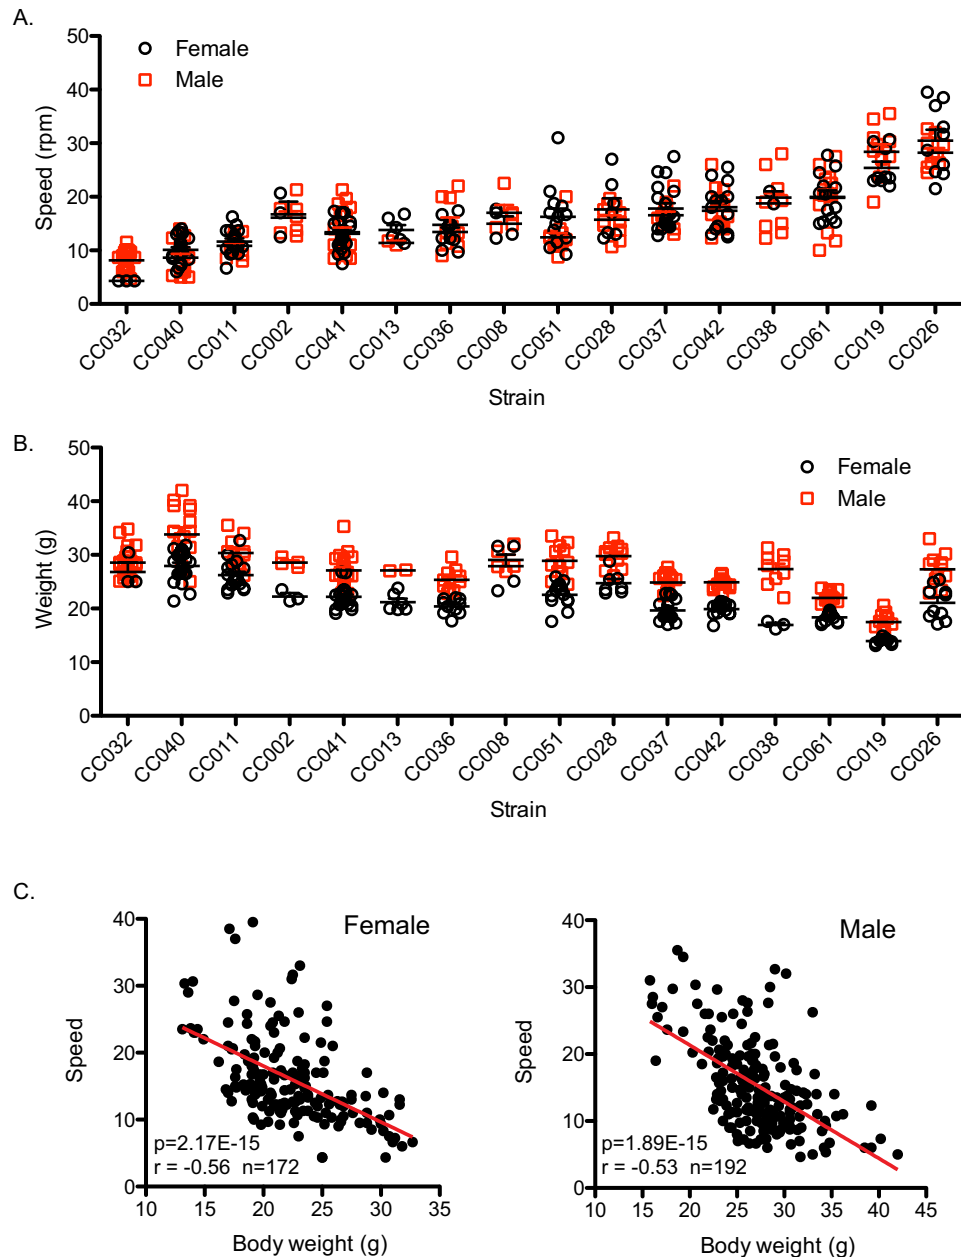 A.
50
40
30
20
10
0
Speed (rpm)
Female
Male
CC032
CC040
CC011
CC002
CC041
CC013
CC036
CC008
CC051
CC028
CC037
CC042
CC038
CC061
CC019
CC026
Strain
B.
50
40
30
20
10
0
Weight (g)
Female
Male
CC032
CC040
CC011
CC002
CC041
CC013
CC036
CC008
CC051
CC028
CC037
CC042
CC038
CC061
CC019
CC026
Strain
C.
Female
40
30
20
10
0
Speed
p=2.17E-15
r = -0.56 n=172
10 15 20 25 30 35
Body weight (g)
Male
40
30
20
10
0
Speed
p=1.89E-15
r = -0.53 n=192
10 15 20 25 30 35 40 45
Body weight (g)